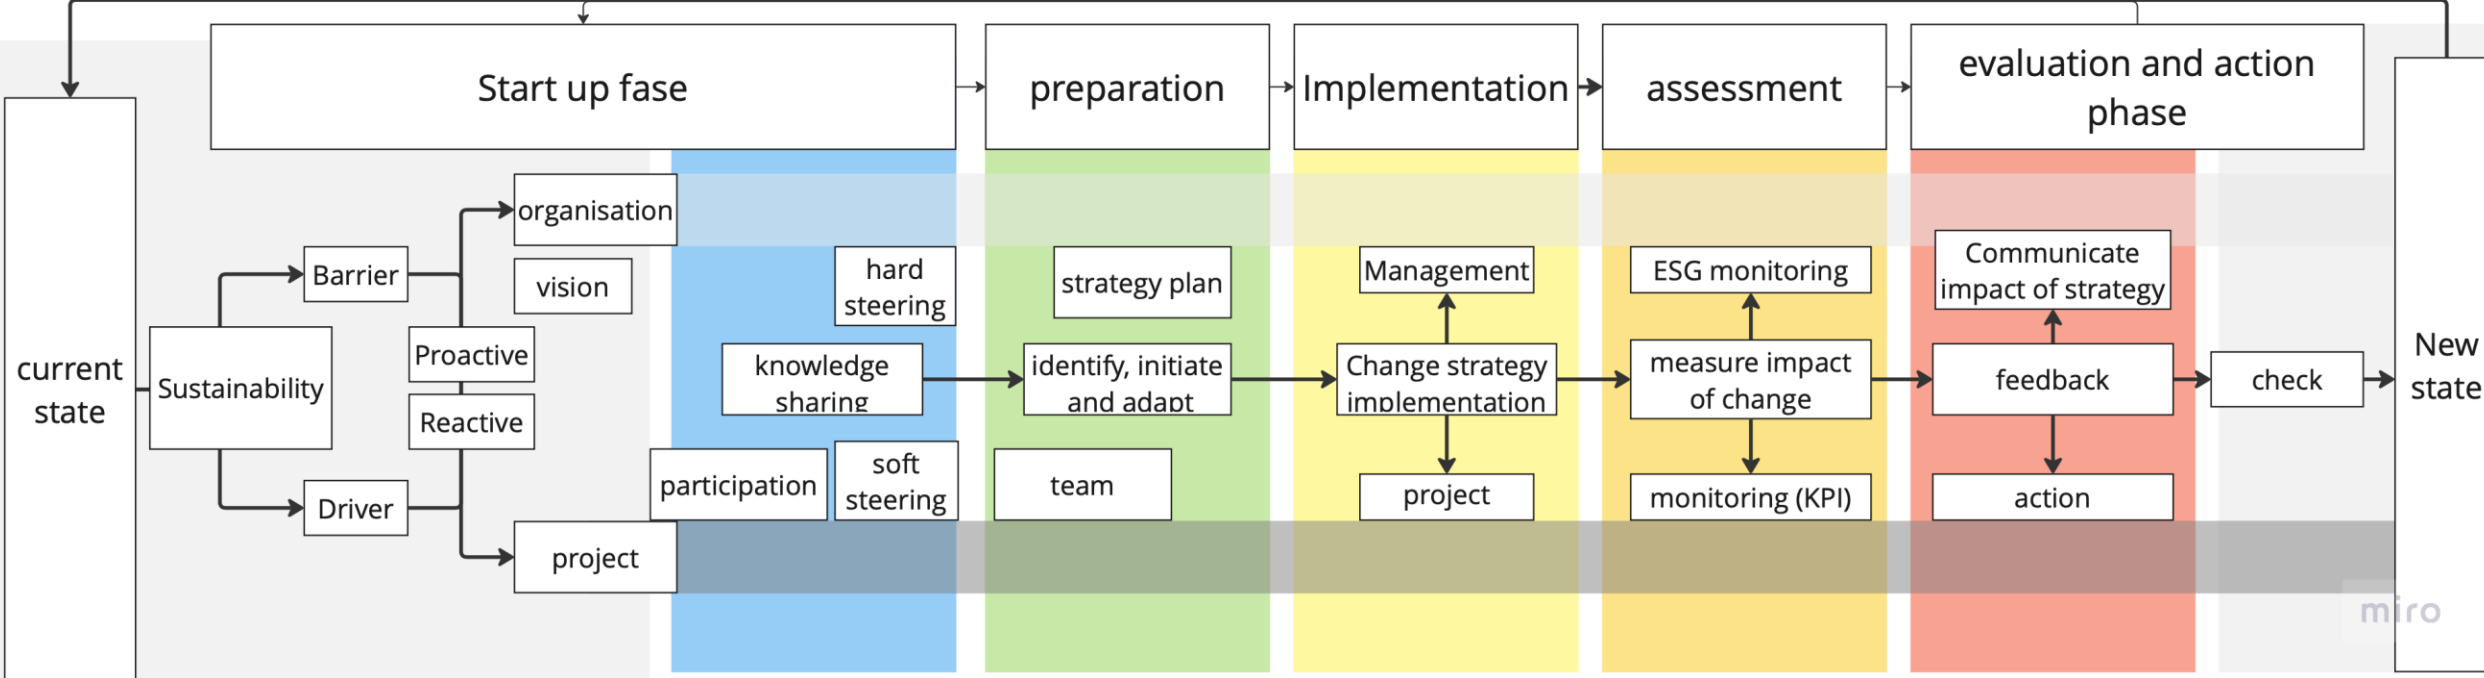 Start up fase
preparation
Implementation
assessment
evaluation and action
phase
current
state
Sustainability
Barrier
Driver
Proactive
Reactive
organisation
vision
project
hard
steering
knowledge
sharing
participation
soft
steering
strategy plan
identify, initiate
and adapt
team
Management
Change strategy
implementation
project
ESG monitoring
measure impact
of change
monitoring (KPI)
Communicate
impact of strategy
feedback
action
check
New
state
miro